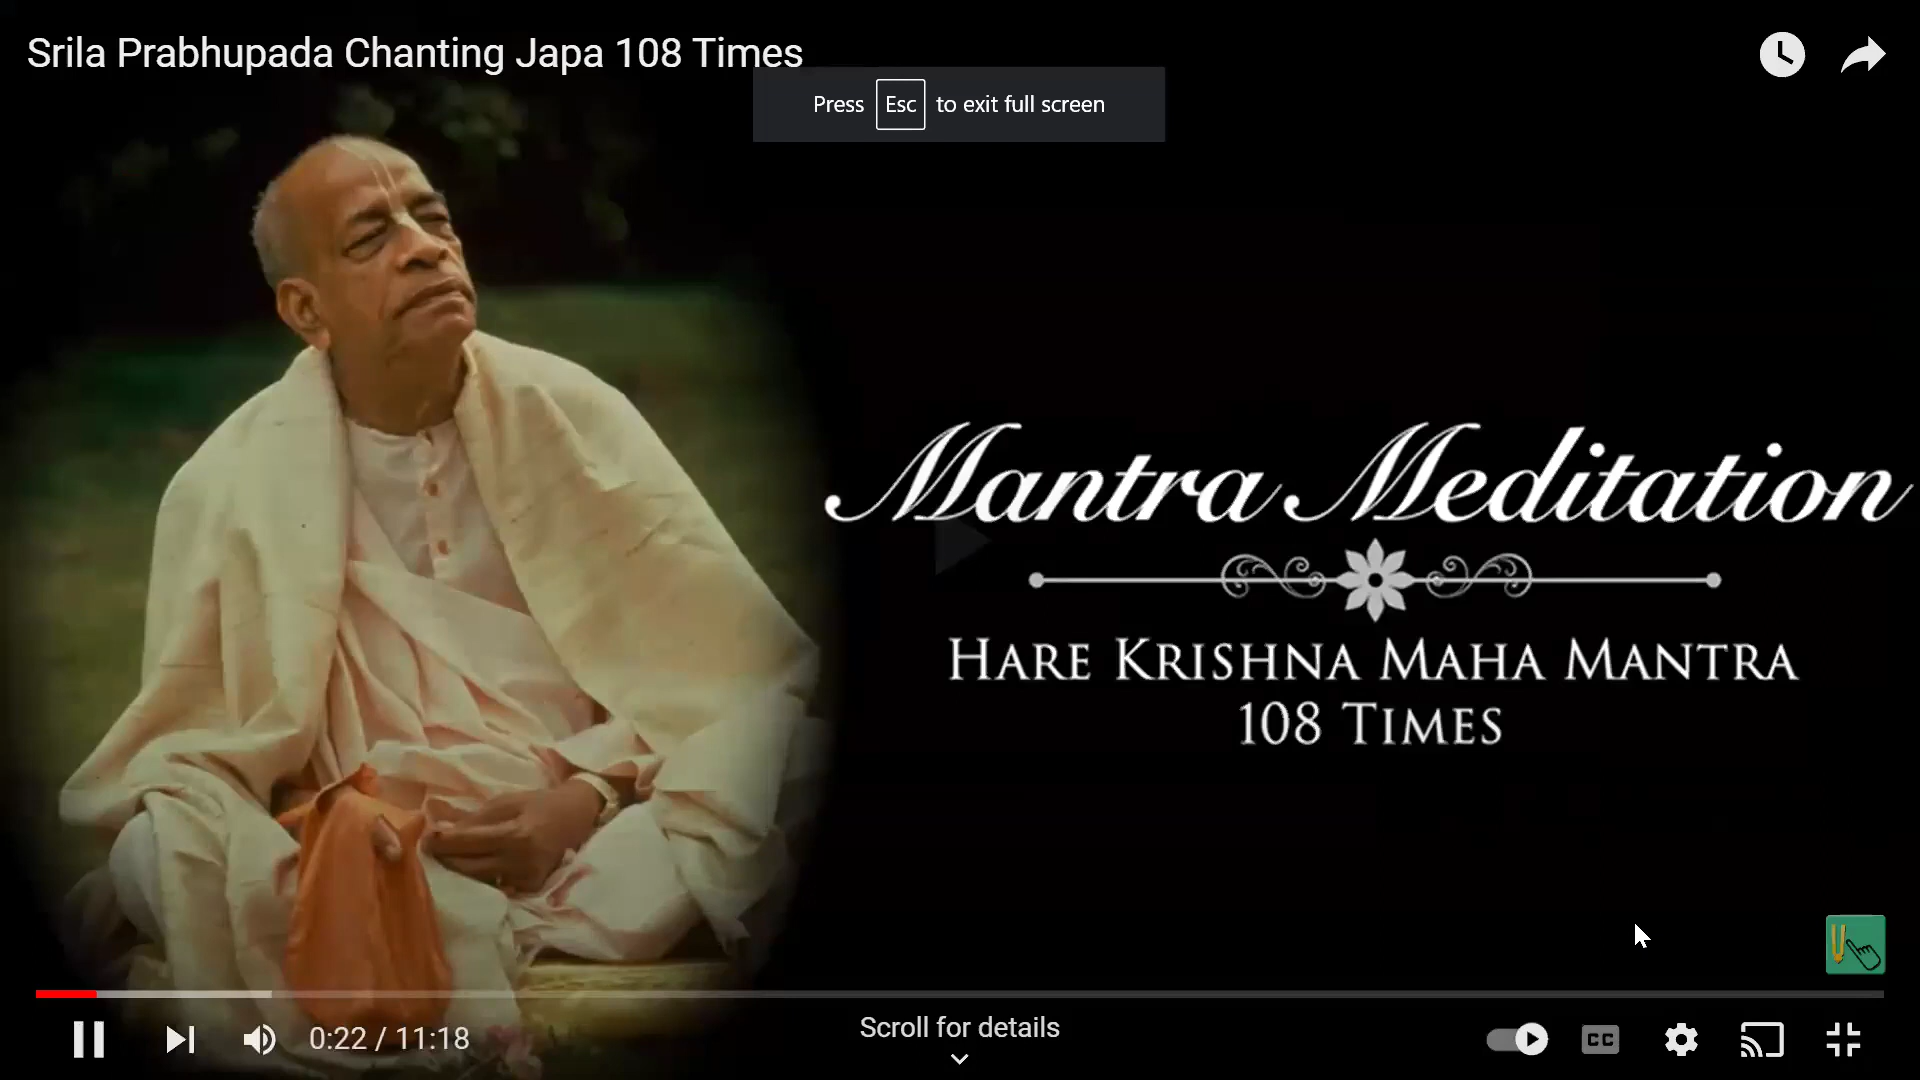 Srila Prabhupada Chanting Japa 108 Times
Press Esc to exit full screen
Mantra Meditation
HARE KRISHNA MAHA MANTRA
108 TIMES
0:22 / 11:18
Scroll for details
CC